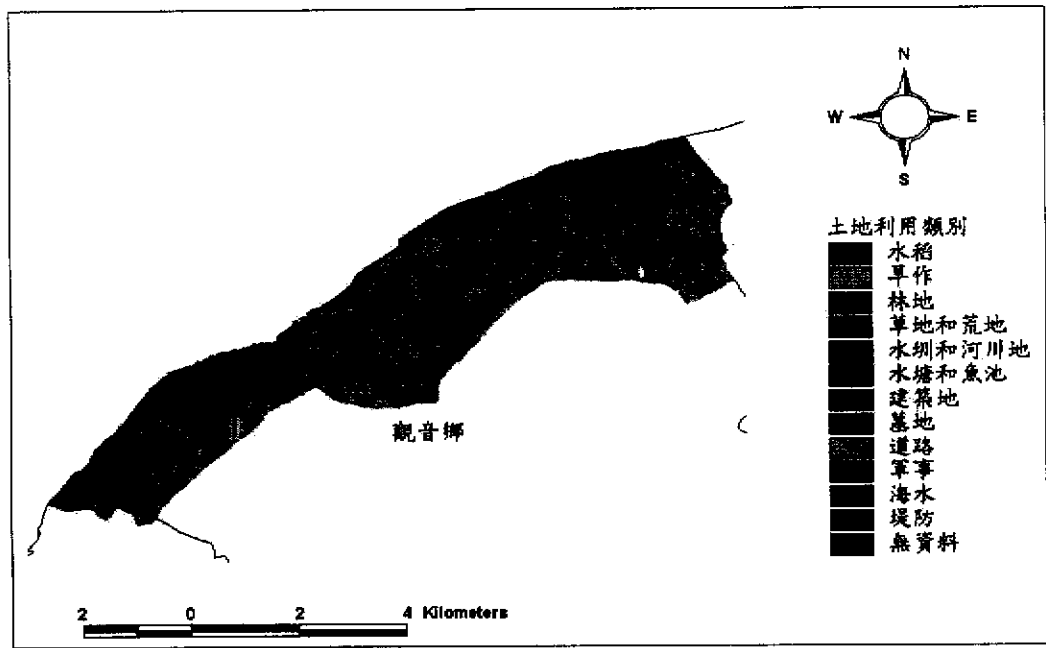 N
W E
S
土地利用類別
水稻
旱作
林地
草地和荒地
水圳和河川地
水塘和魚池
建築地
墓地
道路
軍事
海水
堤防
無資料
觀音鄉
2 0 2 4 Kilometers